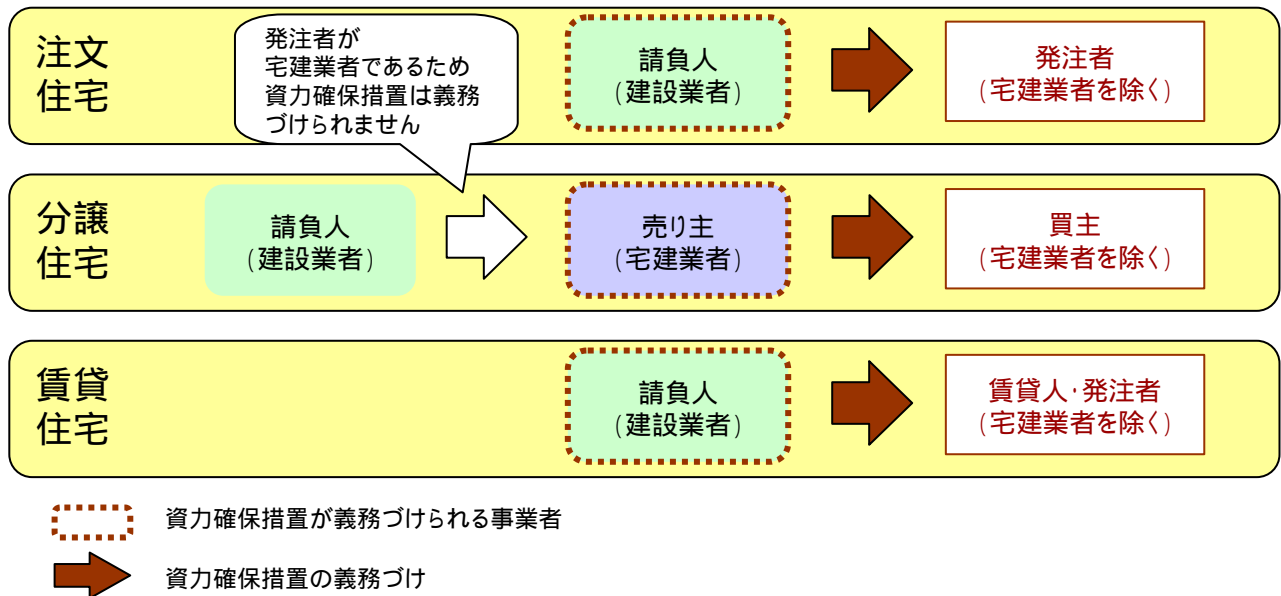 注文
住宅
発注者が
宅建業者であるため
資力確保措置は義務
づけられません
請負人
(建設業者)
発注者
(宅建業者を除く)
分譲
住宅
請負人
(建設業者)
売り主
(宅建業者)
買主
(宅建業者を除く)
賃貸
住宅
請負人
(建設業者)
賃貸人・発注者
(宅建業者を除く)
資力確保措置が義務づけられる事業者
資力確保措置の義務づけ